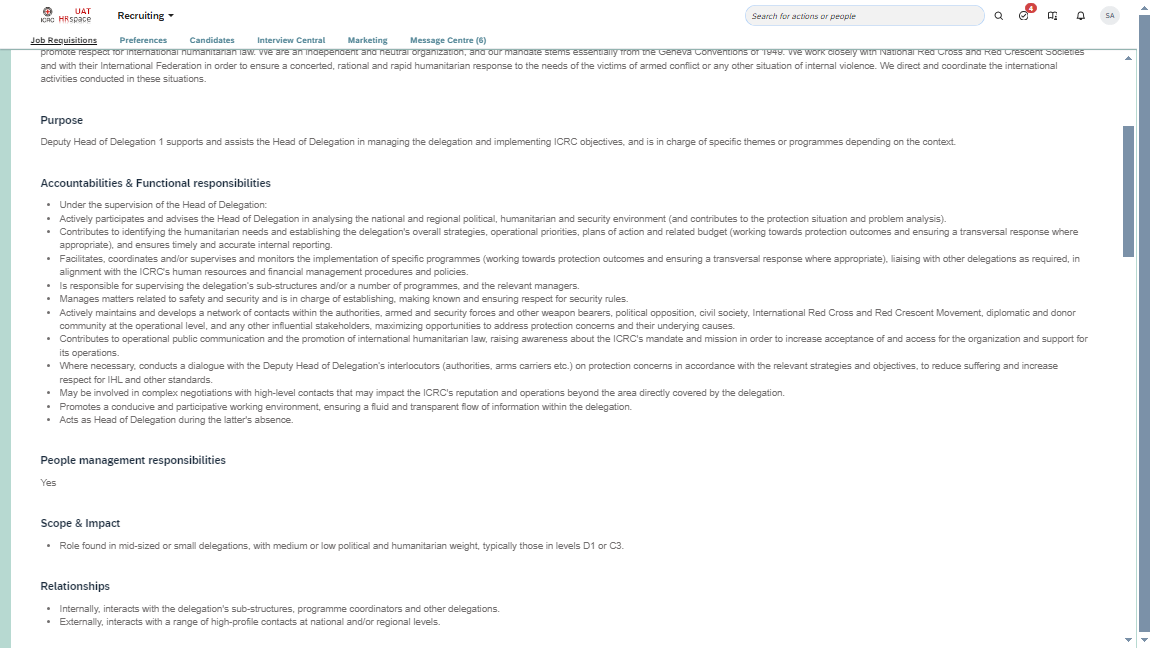 ICRC
UAT
HRspace
Recruiting
Search for actions or people
4
SA
Job Requisitions
Preferences
Candidates
Interview Central
Marketing
Message Centre (6)
promote respect for international humanitarian law. We are an independent and neutral organization, and our mandate stems essentially from the Geneva Conventions of 1949. We work closely with National Red Cross and Red Crescent Societies
and with their International Federation in order to ensure a concerted, rational and rapid humanitarian response to the needs of the victims of armed conflict or any other situation of internal violence. We direct and coordinate the international
activities conducted in these situations.
Purpose
Deputy Head of Delegation 1 supports and assists the Head of Delegation in managing the delegation and implementing ICRC objectives, and is in charge of specific themes or programmes depending on the context.
Accountabilities & Functional responsibilities
• Under the supervision of the Head of Delegation:
• Actively participates and advises the Head of Delegation in analysing the national and regional political, humanitarian and security environment (and contributes to the protection situation and problem analysis).
• Contributes to identifying the humanitarian needs and establishing the delegation's overall strategies, operational priorities, plans of action and related budget (working towards protection outcomes and ensuring a transversal response where
appropriate), and ensures timely and accurate internal reporting.
• Facilitates, coordinates and/or supervises and monitors the implementation of specific programmes (working towards protection outcomes and ensuring a transversal response where appropriate), liaising with other delegations as required, in
alignment with the ICRC's human resources and financial management procedures and policies.
• Is responsible for supervising the delegation's sub-structures and/or a number of programmes, and the relevant managers.
• Manages matters related to safety and security and is in charge of establishing, making known and ensuring respect for security rules.
• Actively maintains and develops a network of contacts within the authorities, armed and security forces and other weapon bearers, political opposition, civil society, International Red Cross and Red Crescent Movement, diplomatic and donor
community at the operational level, and any other influential stakeholders, maximizing opportunities to address protection concerns and their underlying causes.
• Contributes to operational public communication and the promotion of international humanitarian law, raising awareness about the ICRC's mandate and mission in order to increase acceptance of and access for the organization and support for
its operations.
• Where necessary, conducts a dialogue with the Deputy Head of Delegation's interlocutors (authorities, arms carriers etc.) on protection concerns in accordance with the relevant strategies and objectives, to reduce suffering and increase
respect for IHL and other standards.
• May be involved in complex negotiations with high-level contacts that may impact the ICRC's reputation and operations beyond the area directly covered by the delegation.
• Promotes a conducive and participative working environment, ensuring a fluid and transparent flow of information within the delegation.
• Acts as Head of Delegation during the latter's absence.
People management responsibilities
Yes
Scope & Impact
• Role found in mid-sized or small delegations, with medium or low political and humanitarian weight, typically those in levels D1 or C3.
Relationships
• Internally, interacts with the delegation's sub-structures, programme coordinators and other delegations.
• Externally, interacts with a range of high-profile contacts at national and/or regional levels.